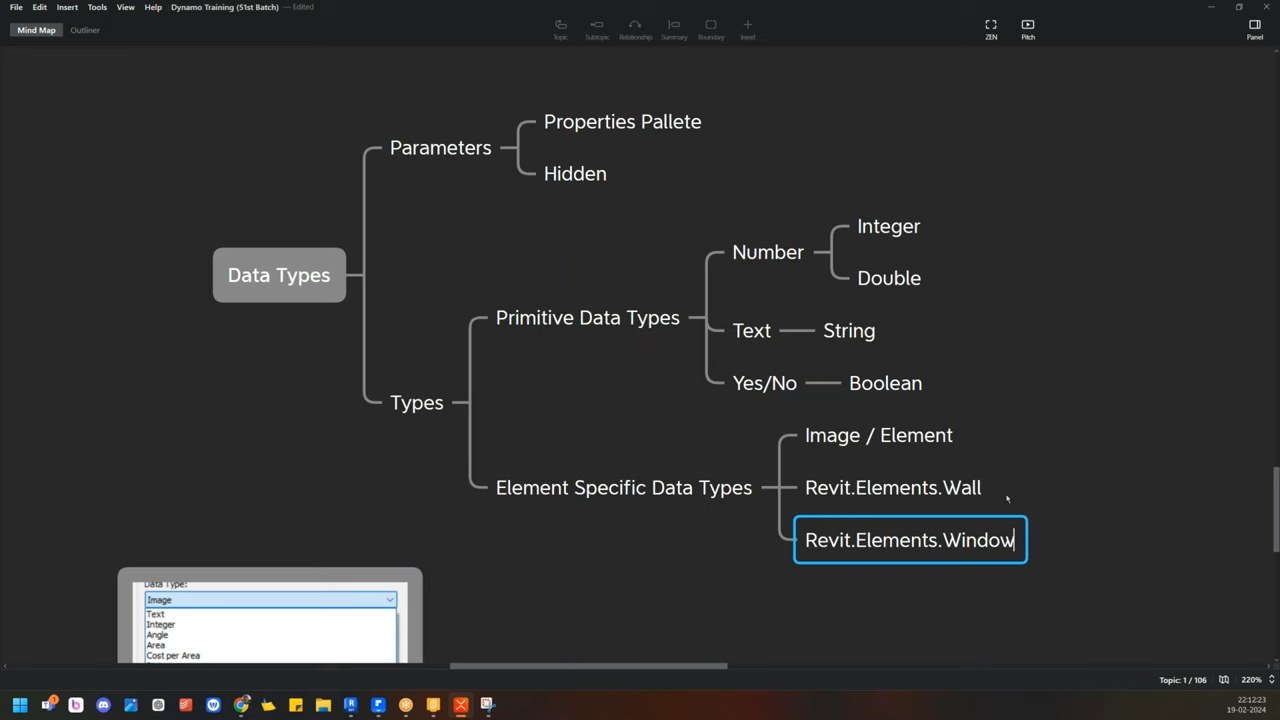 File Edit Insert Tools View Help Dynamo Training (51st Batch) — Edited
Mind Map Outliner
Topic Subtopic Relationship Summary Boundary Insert
ZEN Pitch
Panel
Properties Pallete
Parameters
Hidden
Integer
Number
Double
Data Types
Primitive Data Types
Text String
Yes/No Boolean
Types
Image / Element
Element Specific Data Types Revit.Elements.Wall
Revit.Elements.Window
Data Type:
Image
Text
Integer
Angle
Area
Cost per Area
Topic: 1 / 106 220%
22:12:23
19-02-2024